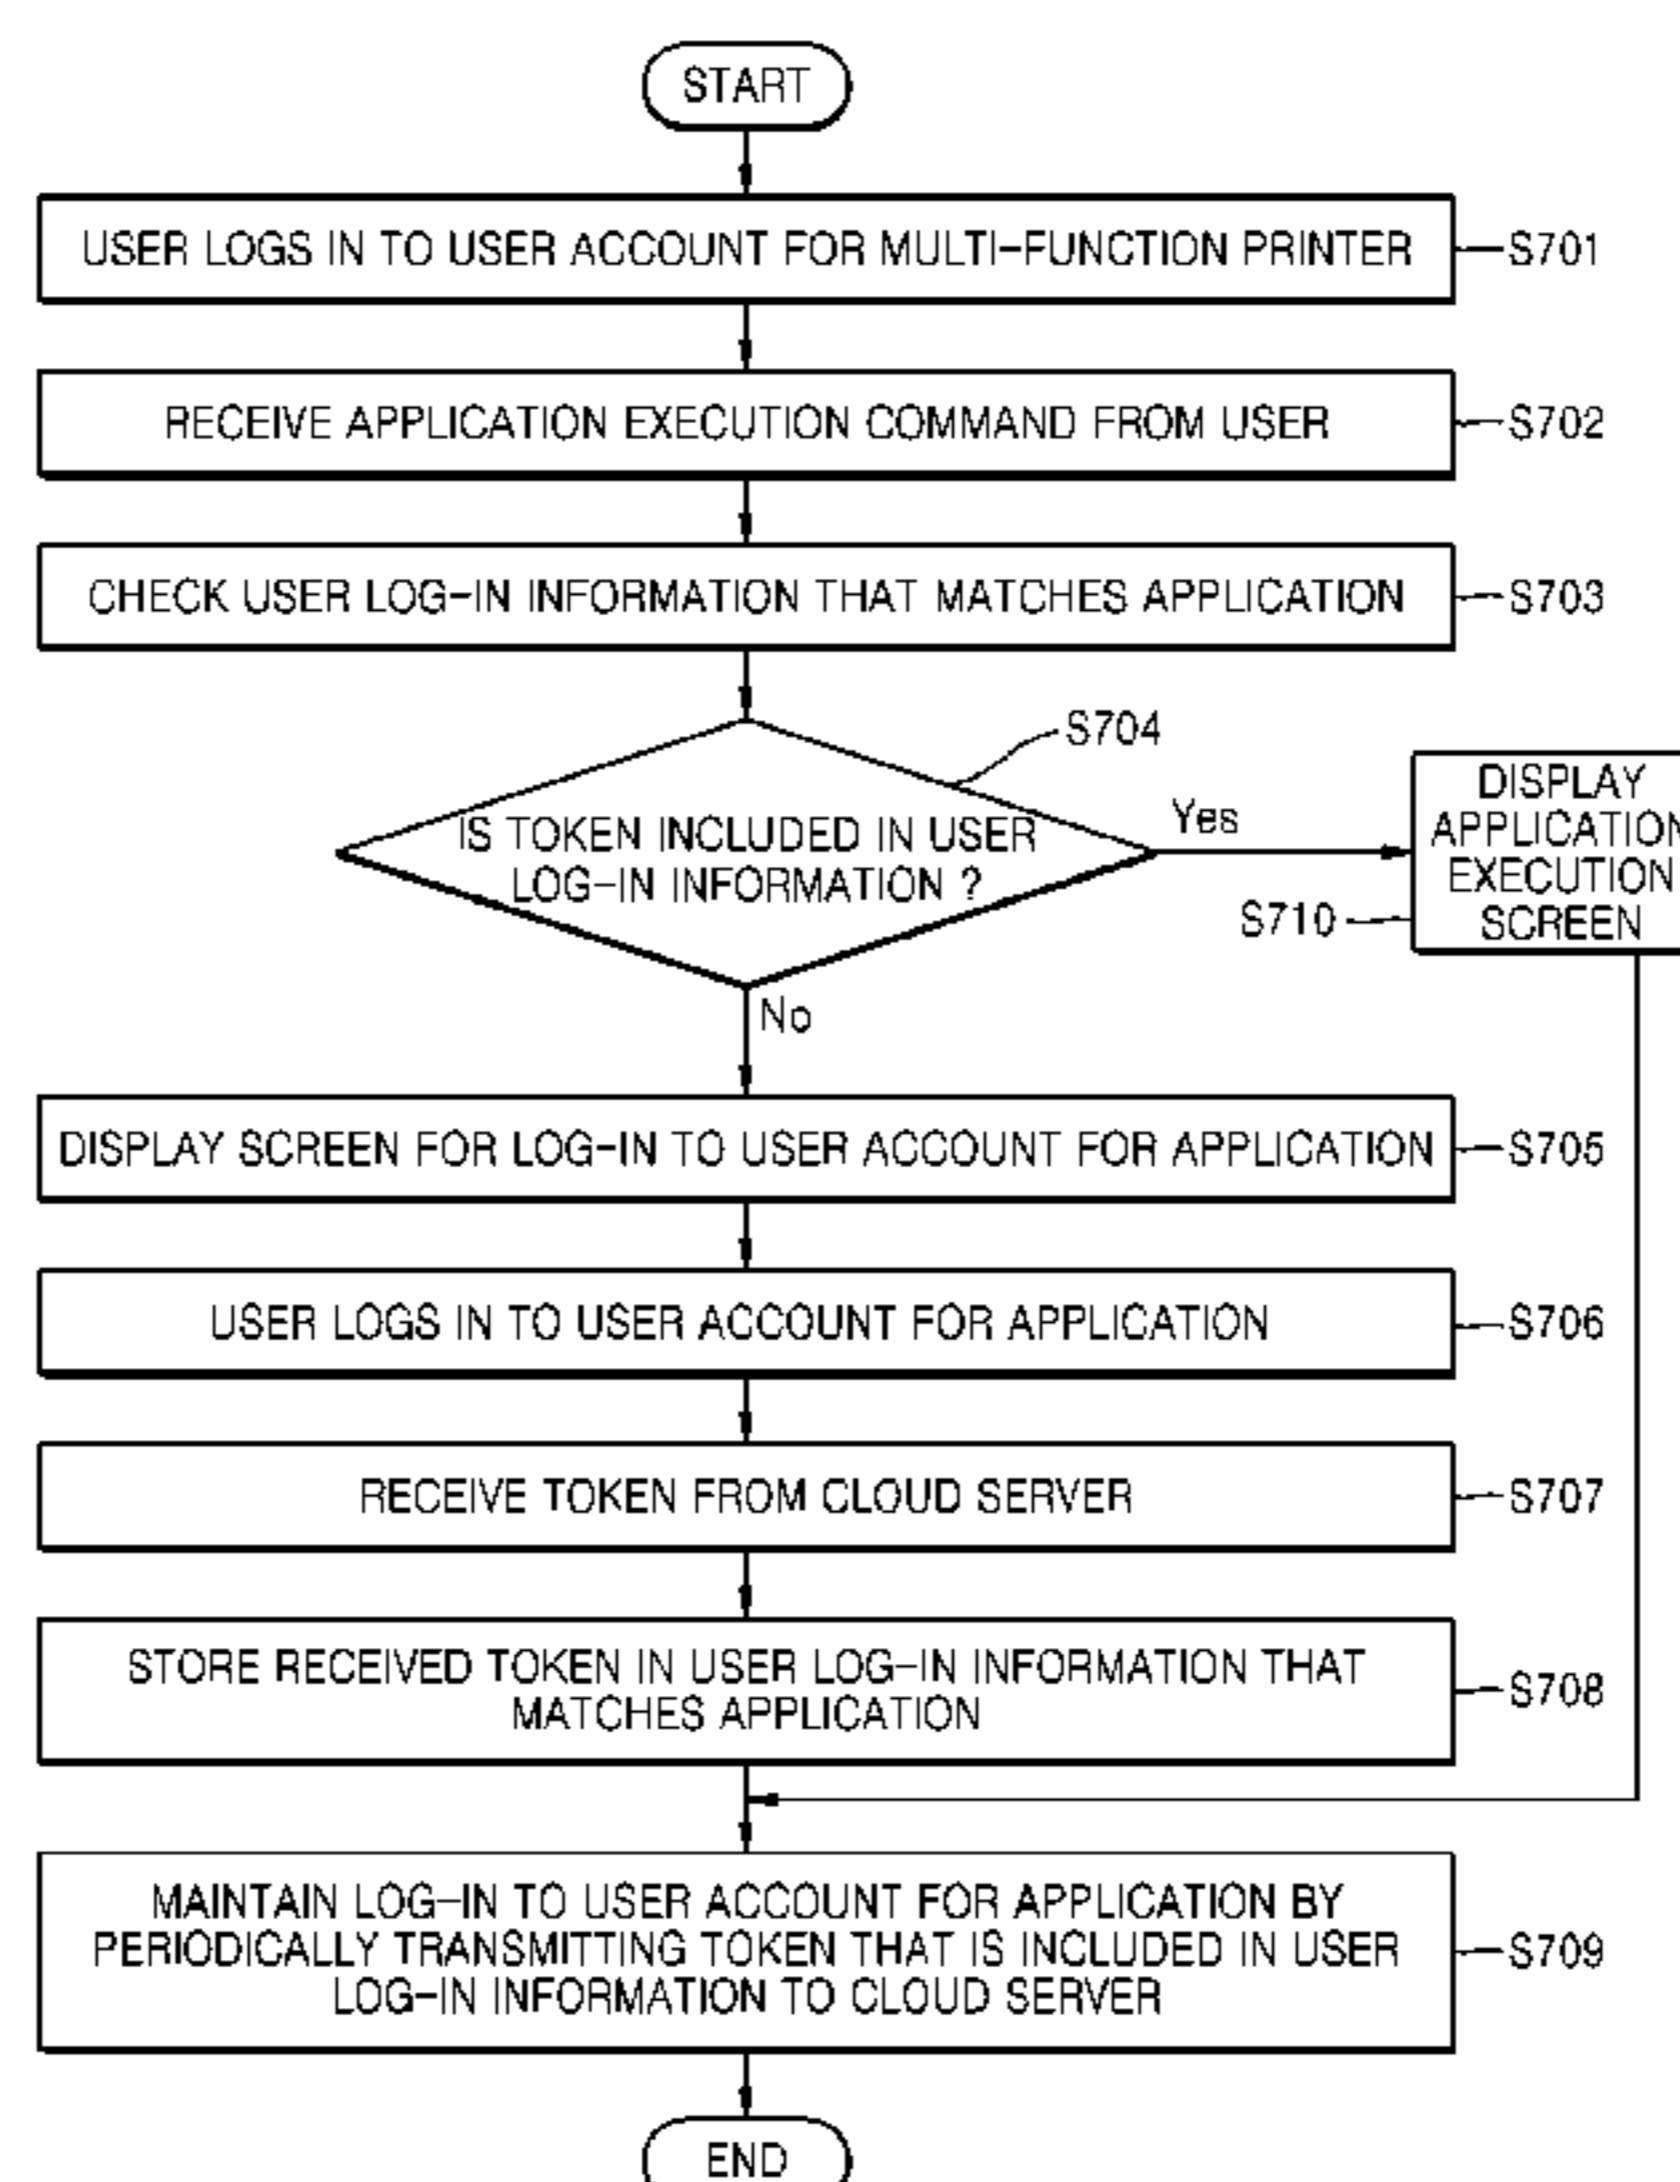 START
USER LOGS IN TO USER ACCOUNT FOR MULTI-FUNCTION PRINTER
S701
RECEIVE APPLICATION EXECUTION COMMAND FROM USER
S702
CHECK USER LOG-IN INFORMATION THAT MATCHES APPLICATION
S703
S704
IS TOKEN INCLUDED IN USER
LOG-IN INFORMATION ?
Yes
DISPLAY
APPLICATION
EXECUTION
SCREEN
S710
No
DISPLAY SCREEN FOR LOG-IN TO USER ACCOUNT FOR APPLICATION
S705
USER LOGS IN TO USER ACCOUNT FOR APPLICATION
S706
RECEIVE TOKEN FROM CLOUD SERVER
S707
STORE RECEIVED TOKEN IN USER LOG-IN INFORMATION THAT
MATCHES APPLICATION
S708
MAINTAIN LOG-IN TO USER ACCOUNT FOR APPLICATION BY
PERIODICALLY TRANSMITTING TOKEN THAT IS INCLUDED IN USER
LOG-IN INFORMATION TO CLOUD SERVER
S709
END